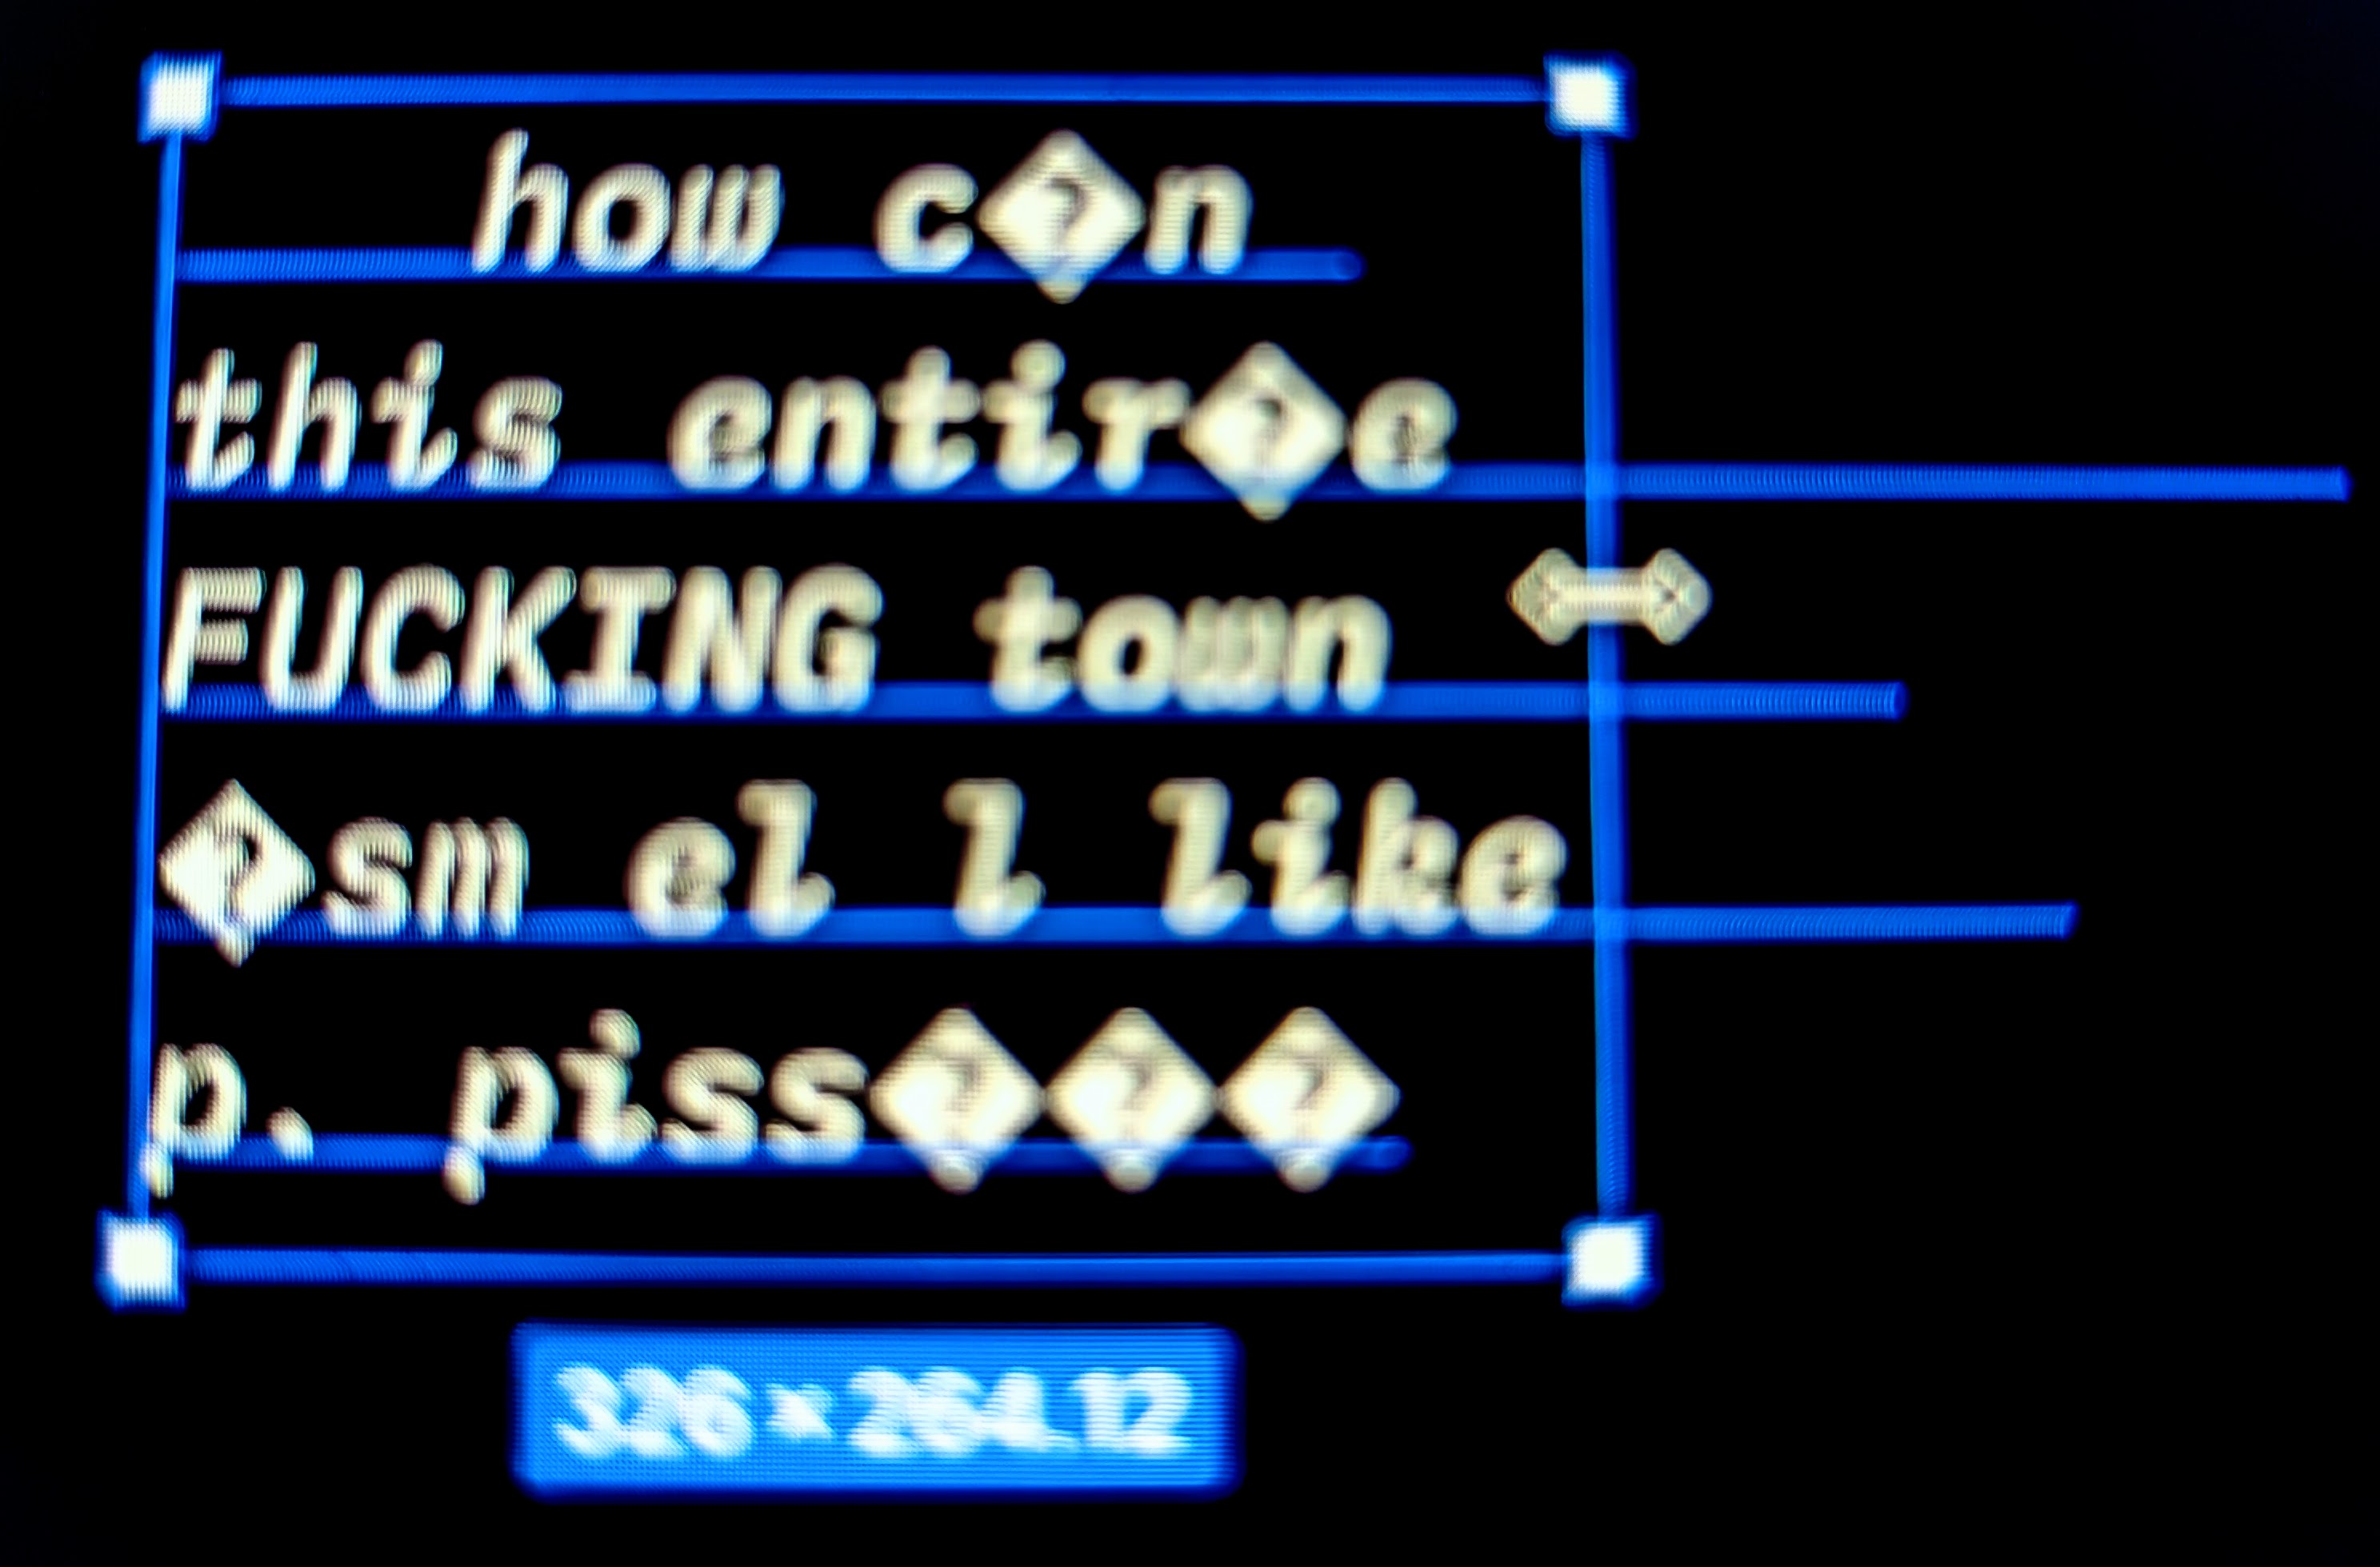 how c�n
this entir�e
FUCKING town
�sm el l like
p. piss���
326 × 264.12